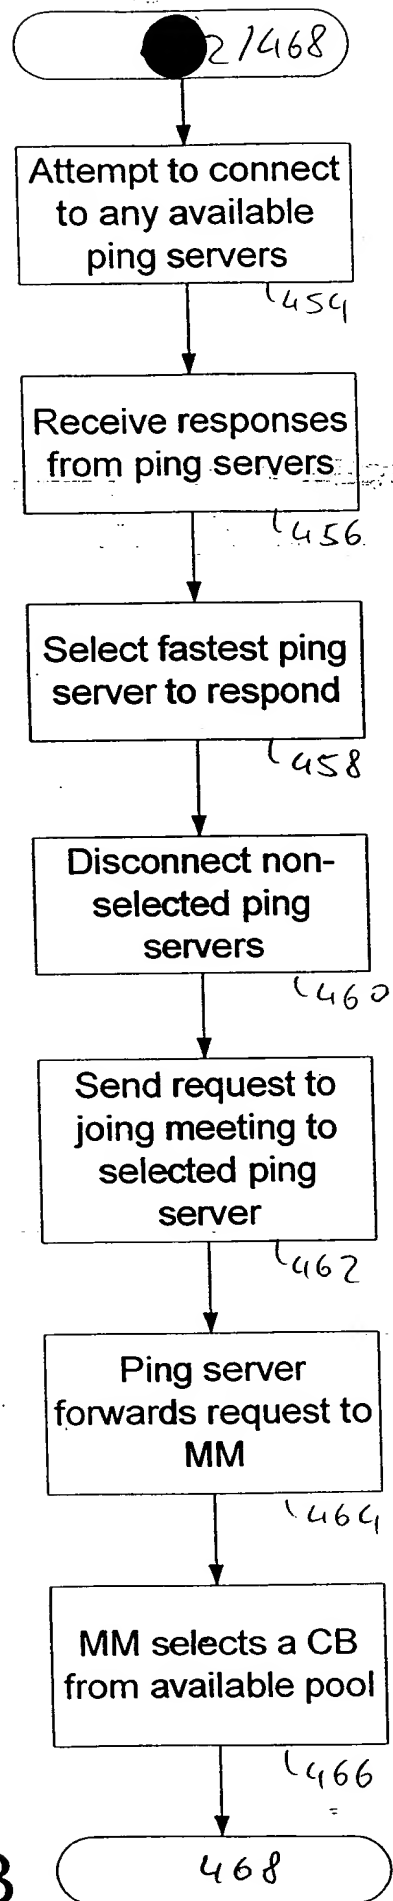 2/468
Attempt to connect
to any available
ping servers
454
Receive responses
from ping servers
456
Select fastest ping
server to respond
458
Disconnect non-
selected ping
servers
460
Send request to
joing meeting to
selected ping
server
462
Ping server
forwards request to
MM
464
MM selects a CB
from available pool
466
468